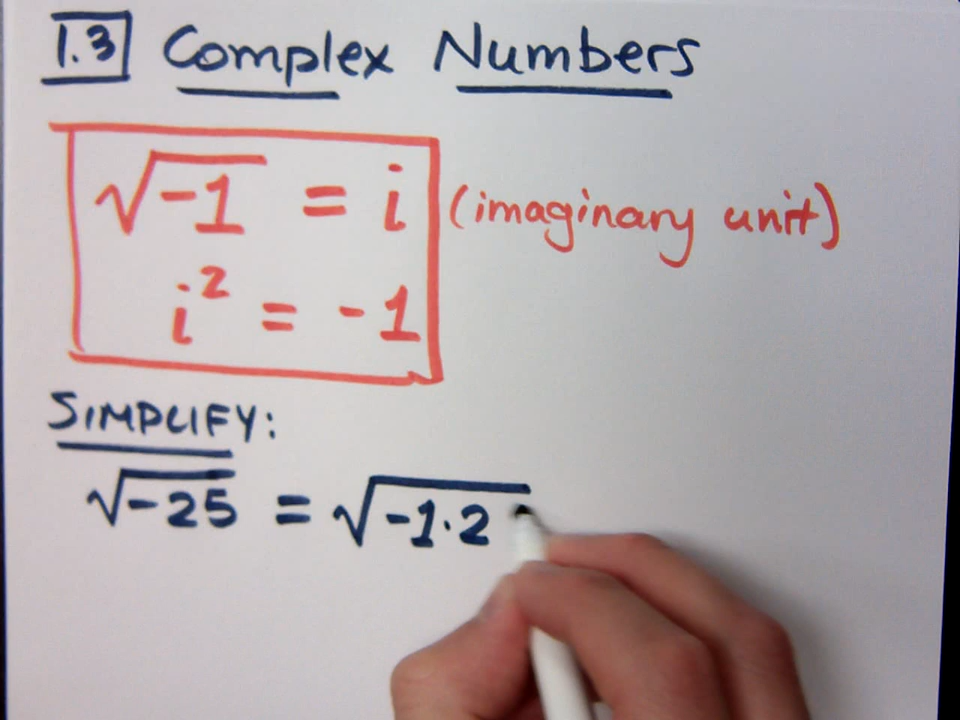 1.3 Complex Numbers
√-1 = i (imaginary unit)
i² = -1
SIMPLIFY:
√-25 = √-1·2